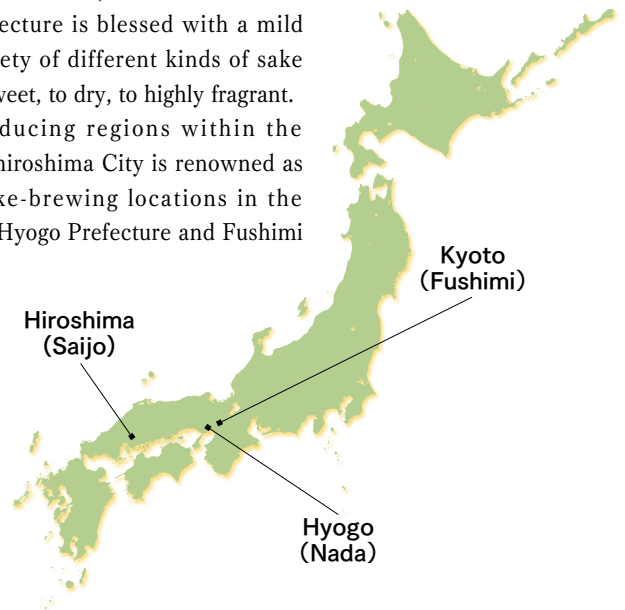 ecture is blessed with a mild
ety of different kinds of sake
weet, to dry, to highly fragrant.
ducing regions within the
hiroshima City is renowned as
ke-brewing locations in the
Hyogo Prefecture and Fushimi
Kyoto
(Fushimi)
Hiroshima
(Saijo)
Hyogo
(Nada)